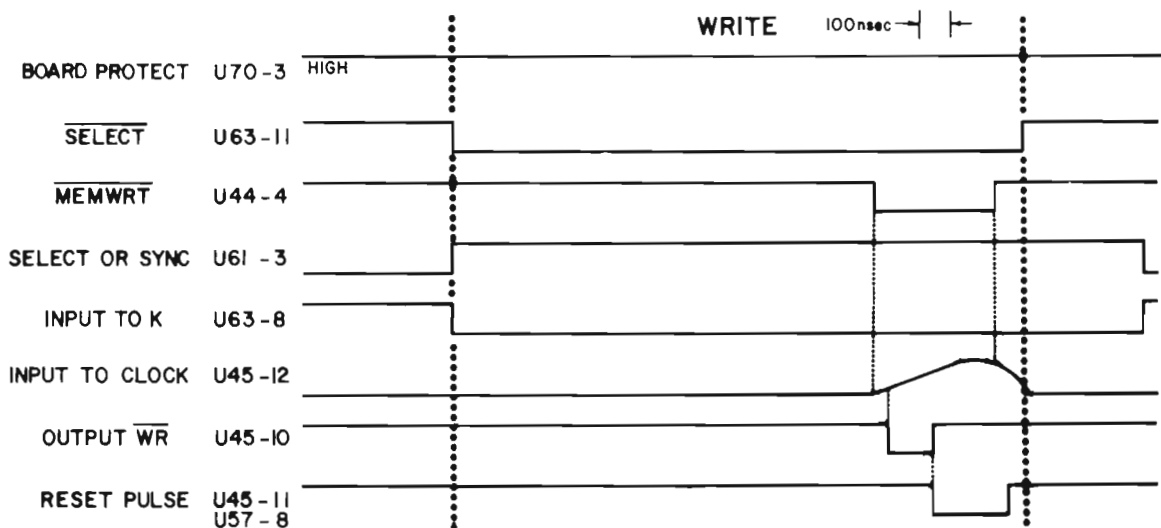 WRITE 100nsec
BOARD PROTECT U70-3 HIGH
SELECT U63-11
MEMWRT U44-4
SELECT OR SYNC U61-3
INPUT TO K U63-8
INPUT TO CLOCK U45-12
OUTPUT WR U45-10
RESET PULSE U45-11
U57-8